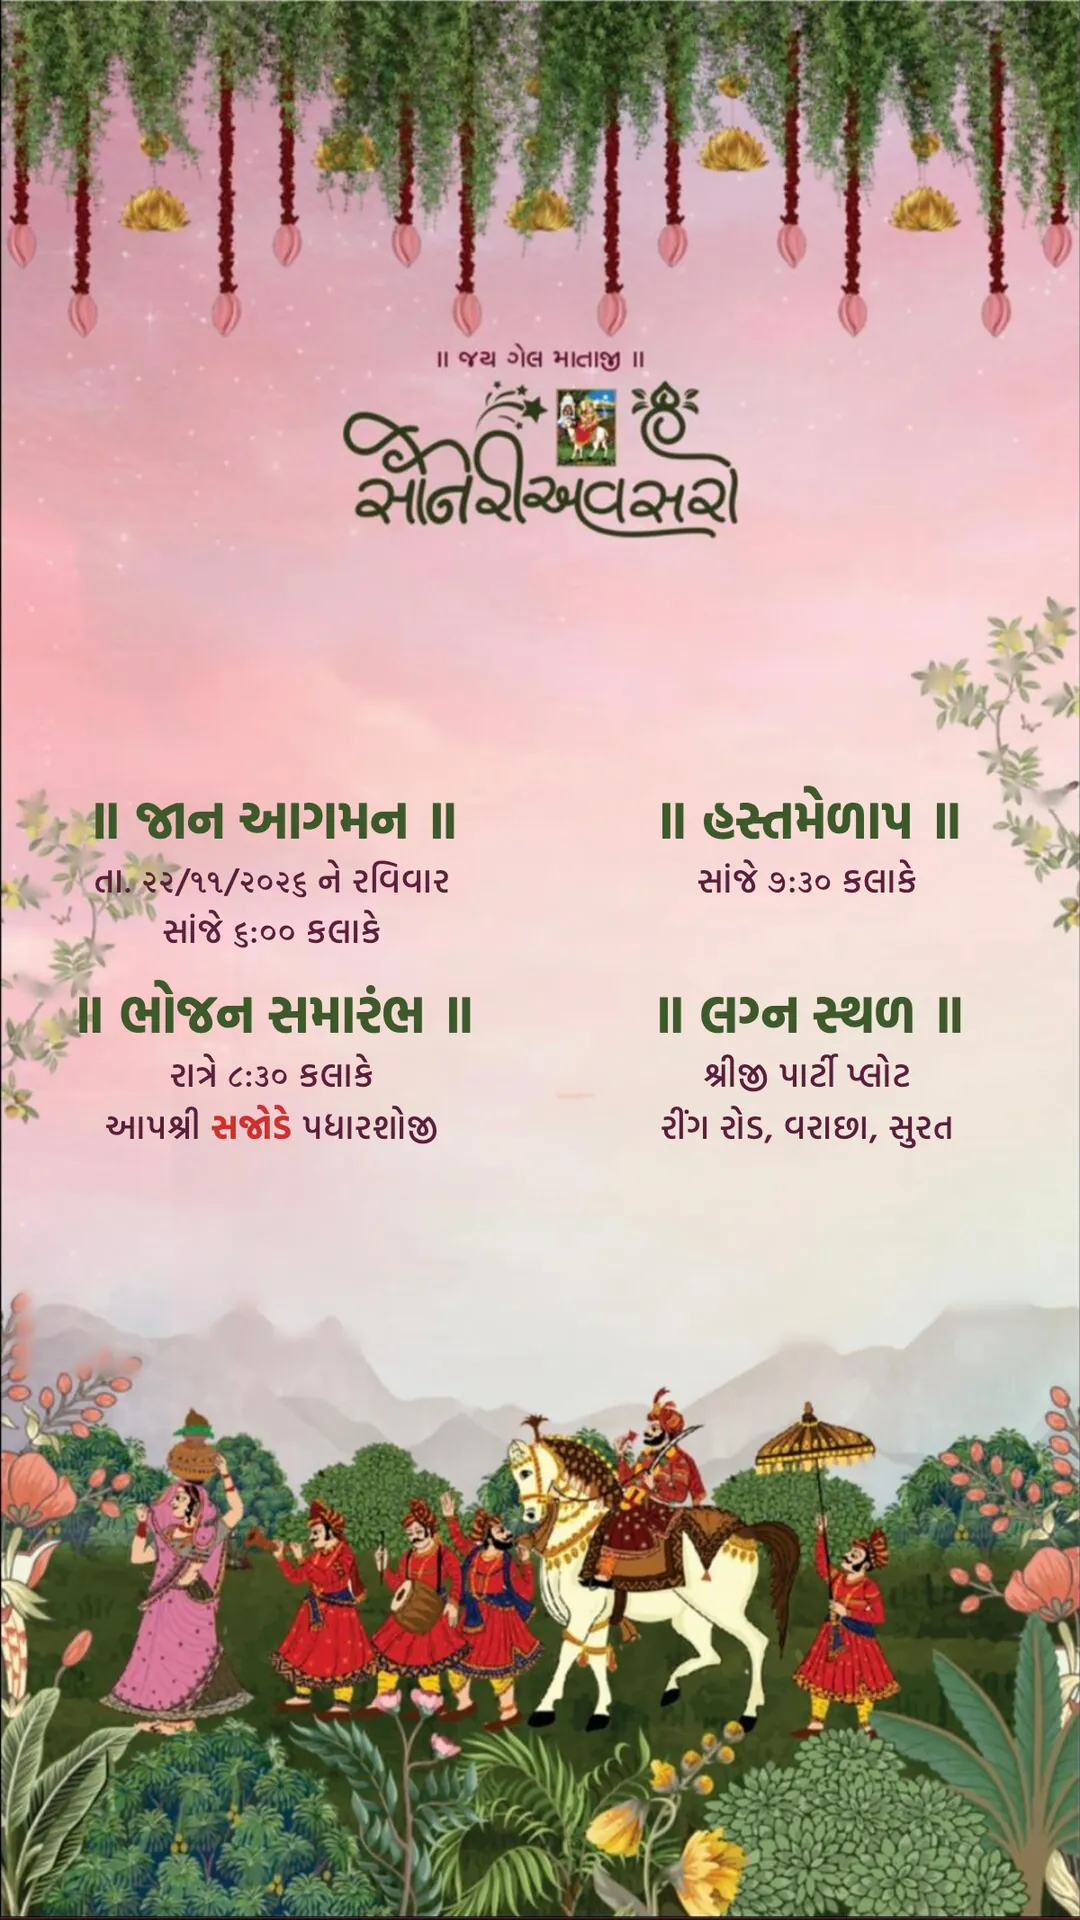 ॥ જય ગેલ માતાજી ॥
સોનેરી અવસરો
॥ જાન આગમન ॥
તા. ૨૨/૧૧/૨૦૨૬ ને રવિવાર
સાંજે ૬:૦૦ કલાકે
॥ હસ્તમેળાપ ॥
સાંજે ૭:૩૦ કલાકે
॥ ભોજન સમારંભ ॥
રાત્રે ૮:૩૦ કલાકે
આપશ્રી સજોડે પધારશોજી
॥ લગ્ન સ્થળ ॥
શ્રીજી પાર્ટી પ્લોટ
રીંગ રોડ, વરાછા, સુરત